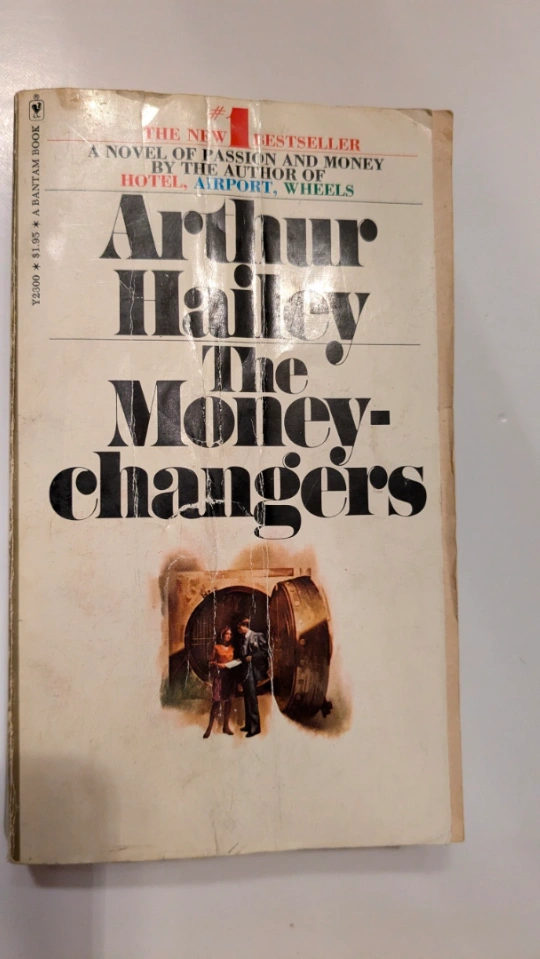 #1
THE NEW BESTSELLER
A NOVEL OF PASSION AND MONEY
BY THE AUTHOR OF
HOTEL, AIRPORT, WHEELS
Arthur
Hailey
The
Money-
changers
Y2300 * $1.95 * A BANTAM BOOK